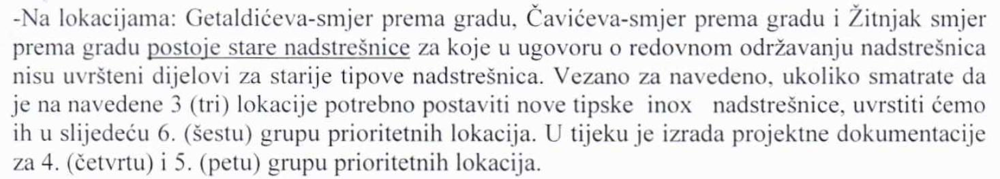 -Na lokacijama: Getaldićeva-smjer prema gradu, Čavićeva-smjer prema gradu i Žitnjak smjer
prema gradu postoje stare nadstrešnice za koje u ugovoru o redovnom održavanju nadstrešnica
nisu uvršteni dijelovi za starije tipove nadstrešnica. Vezano za navedeno, ukoliko smatrate da
je na navedene 3 (tri) lokacije potrebno postaviti nove tipske inox nadstrešnice, uvrstiti ćemo
ih u slijedeću 6. (šestu) grupu prioritetnih lokacija. U tijeku je izrada projektne dokumentacije
za 4. (četvrtu) i 5. (petu) grupu prioritetnih lokacija.